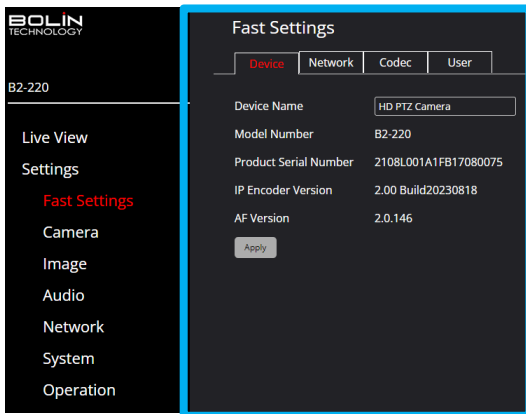 BOLIN
TECHNOLOGY
B2-220
Live View
Settings
Fast Settings
Camera
Image
Audio
Network
System
Operation
Fast Settings
Device Network Codec User
Device Name HD PTZ Camera
Model Number B2-220
Product Serial Number 2108L001A1FB17080075
IP Encoder Version 2.00 Build20230818
AF Version 2.0.146
Apply